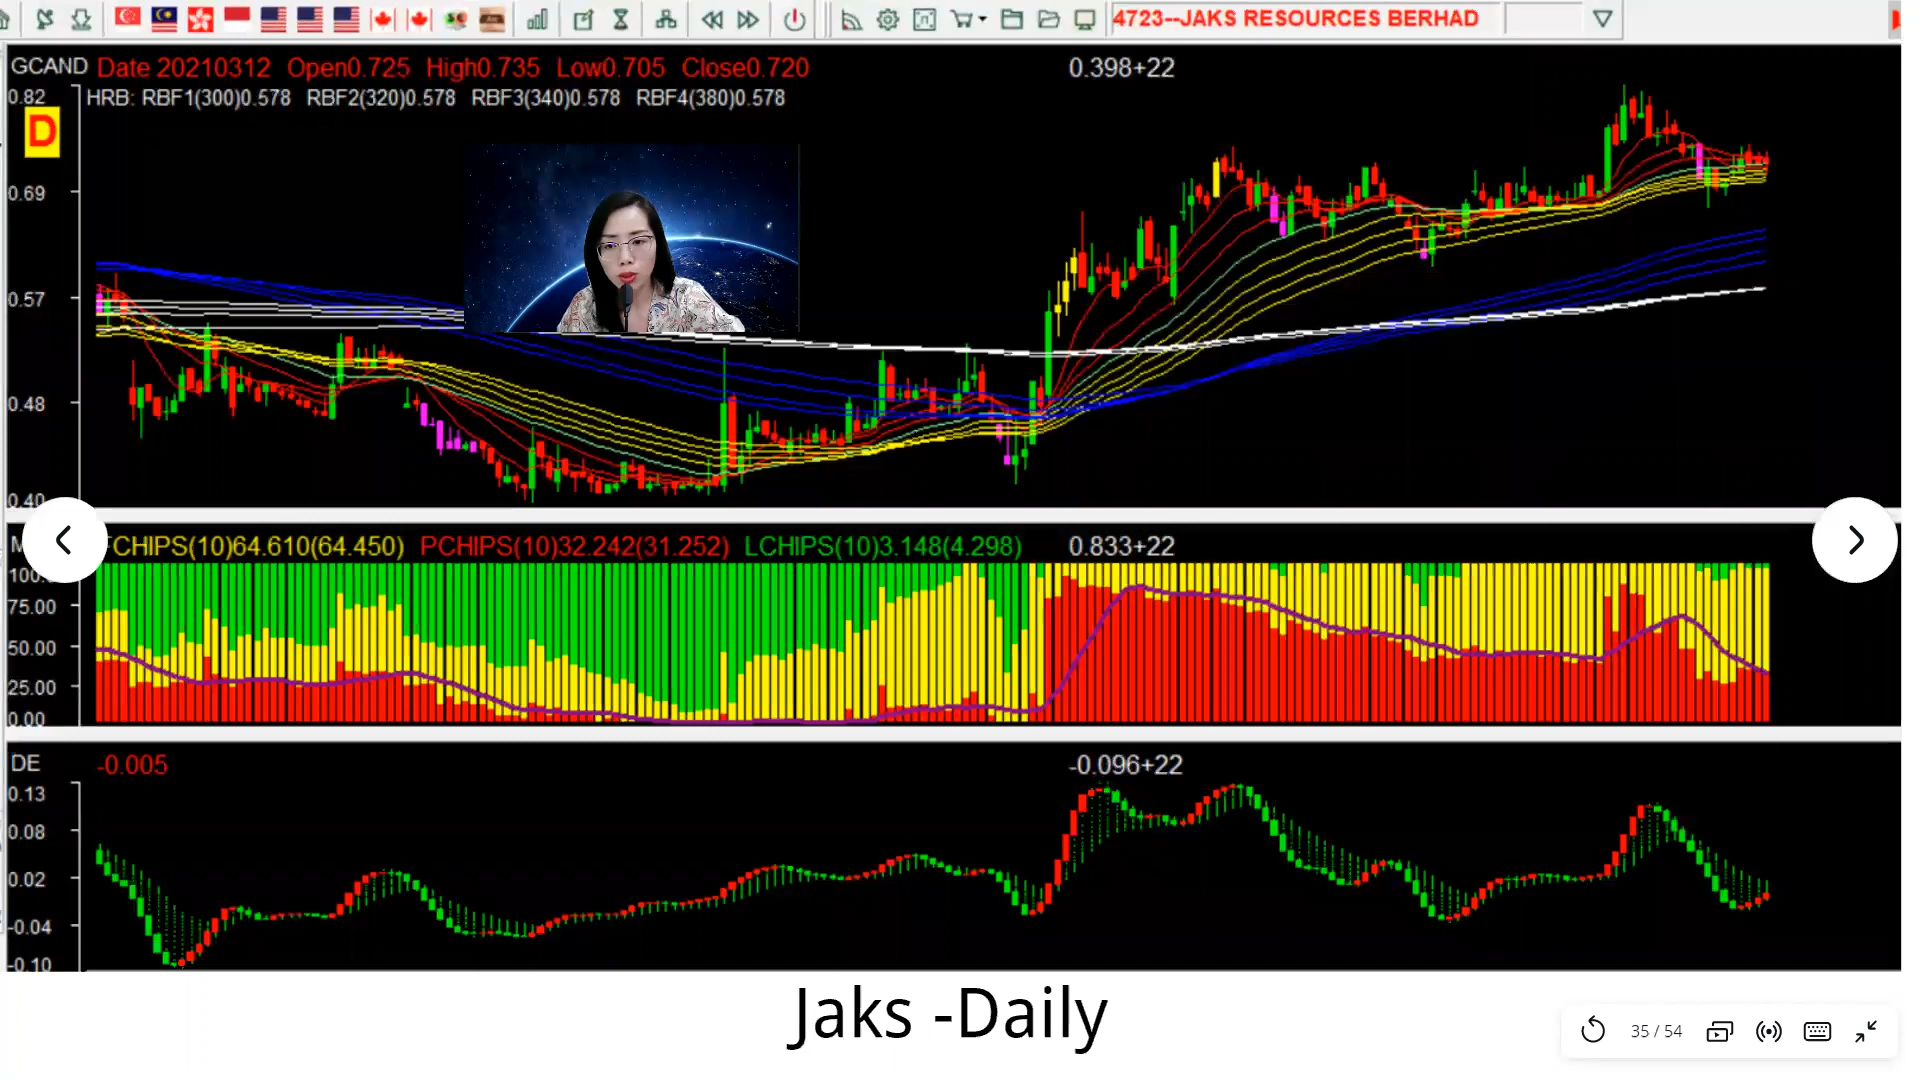 4723--JAKS RESOURCES BERHAD
GCAND Date 20210312 Open0.725 High0.735 Low0.705 Close0.720 0.398+22
0.82 HRB: RBF1(300)0.578 RBF2(320)0.578 RBF3(340)0.578 RBF4(380)0.578
D
0.69
0.57
0.48
0.40
CHIPS(10)64.610(64.450) PCHIPS(10)32.242(31.252) LCHIPS(10)3.148(4.298) 0.833+22
75.00
50.00
25.00
0.00
DE -0.005 -0.096+22
0.13
0.08
0.02
-0.04
-0.10
Jaks -Daily
35 / 54